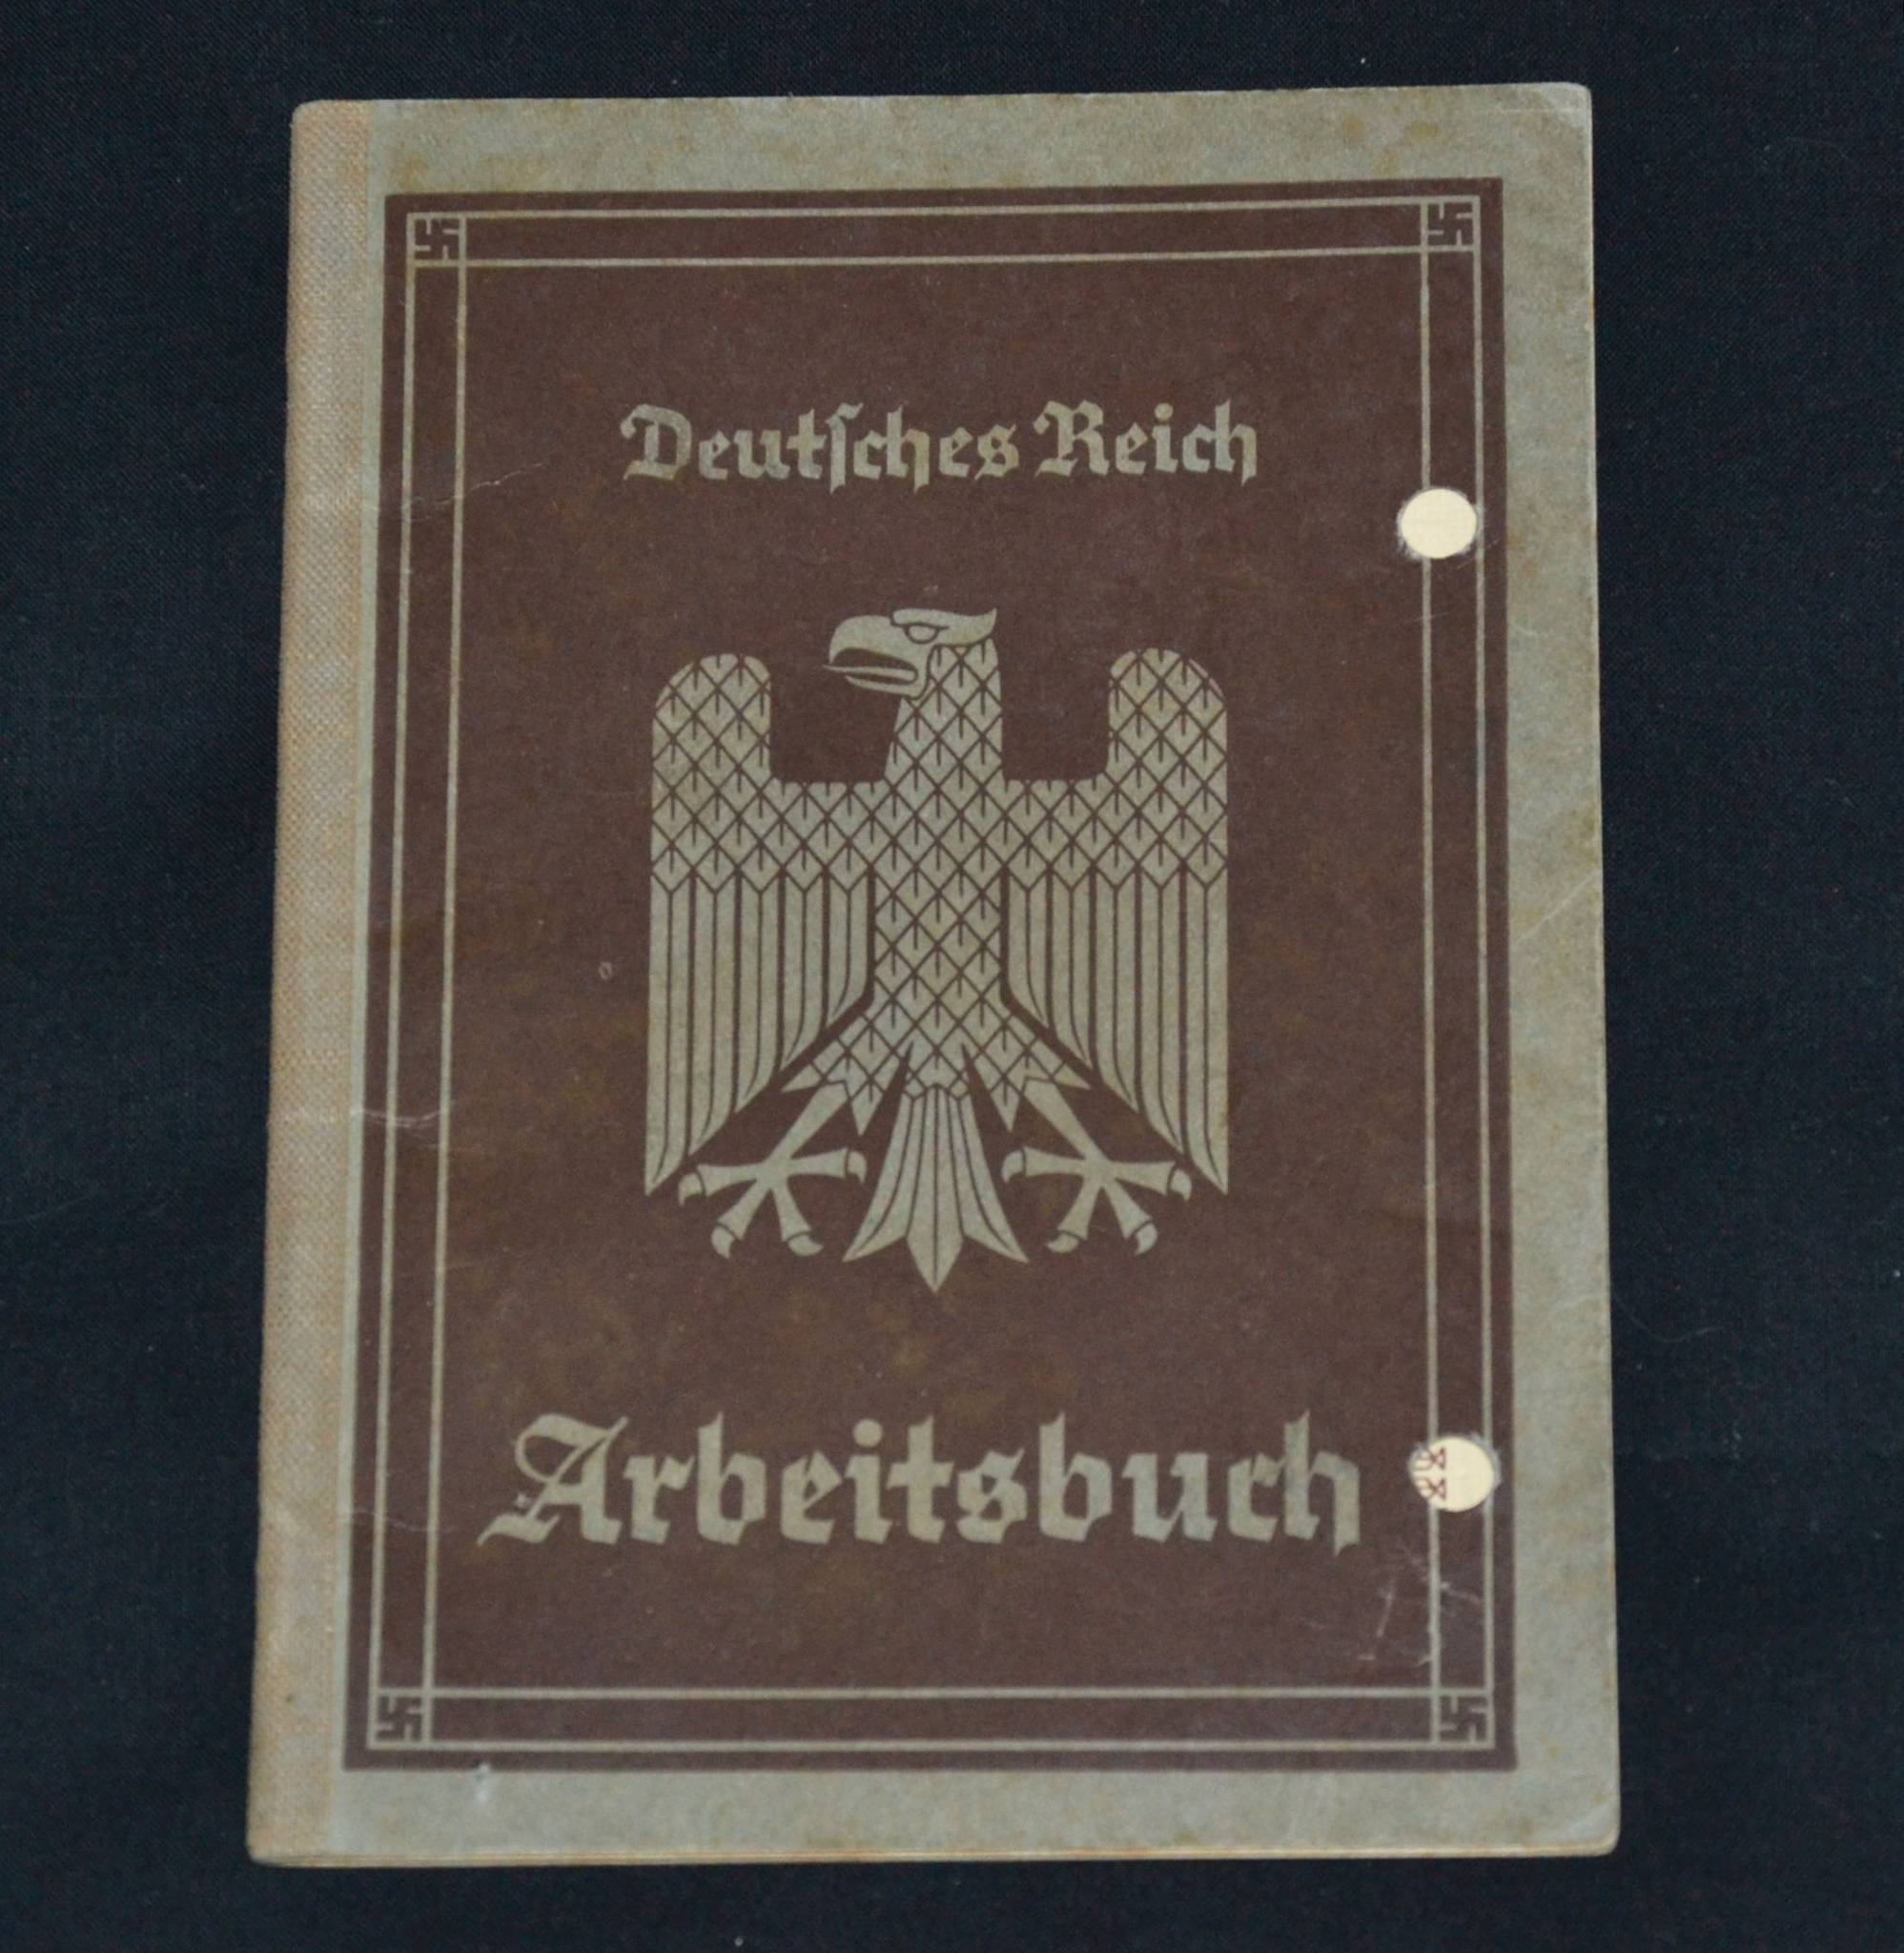 Deutſches Reich
Arbeitsbuch